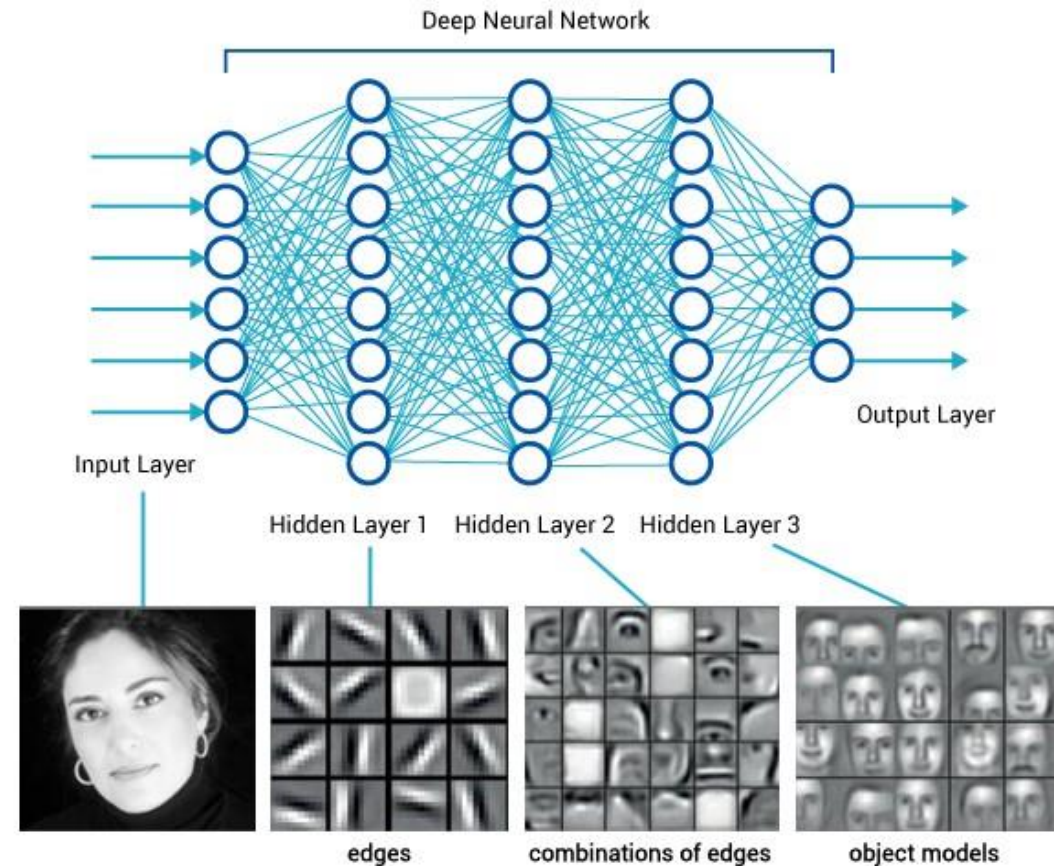 Deep Neural Network
Output Layer
Input Layer
Hidden Layer 1
Hidden Layer 2
Hidden Layer 3
edges
combinations of edges
object models